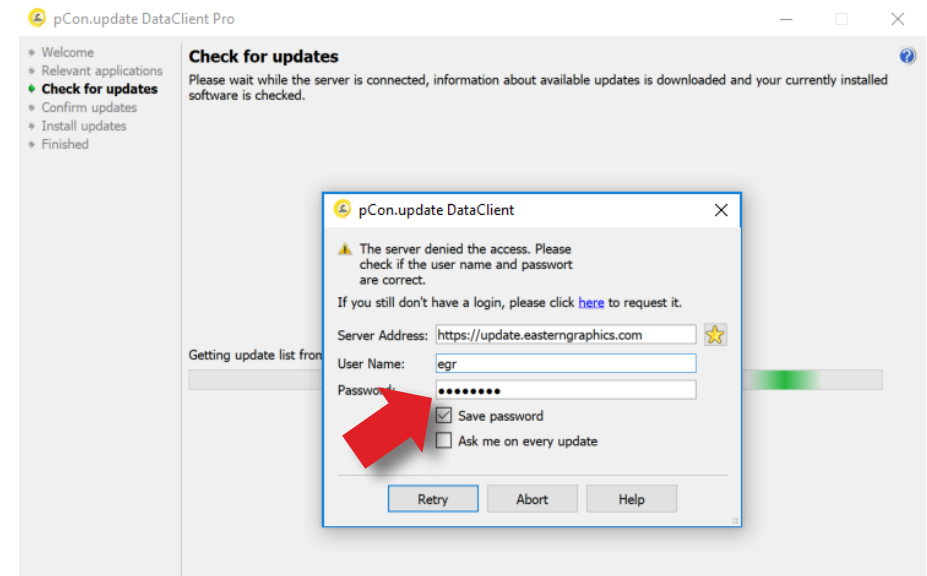 pCon.update DataClient Pro
Welcome
Relevant applications
Check for updates
Confirm updates
Install updates
Finished
Check for updates
Please wait while the server is connected, information about available updates is downloaded and your currently installed
software is checked.
Getting update list from
pCon.update DataClient
The server denied the access. Please
check if the user name and passwort
are correct.
If you still don't have a login, please click here to request it.
Server Address: https://update.easterngraphics.com
User Name: egr
Password: ●●●●●●●●
Save password
Ask me on every update
Retry Abort Help